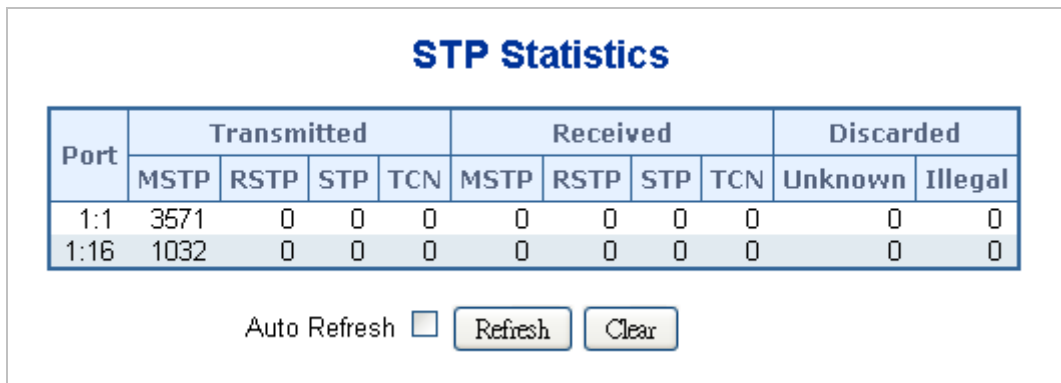 STP Statistics
Port Transmitted Received Discarded
MSTP RSTP STP TCN MSTP RSTP STP TCN Unknown Illegal
1:1 3571 0 0 0 0 0 0 0 0 0
1:16 1032 0 0 0 0 0 0 0 0 0
Auto Refresh Refresh Clear